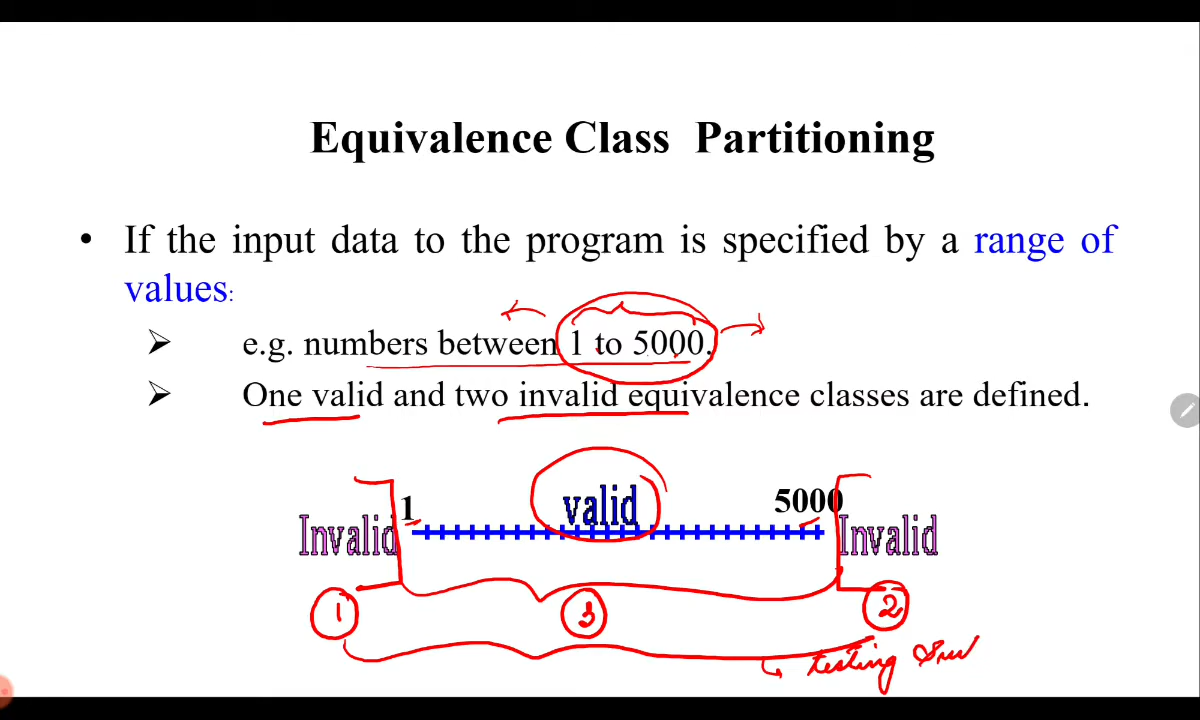 Equivalence Class Partitioning
• If the input data to the program is specified by a range of
values:
➢ e.g. numbers between 1 to 5000.
➢ One valid and two invalid equivalence classes are defined.
1 valid 5000
Invalid Invalid
1 3 2
testing